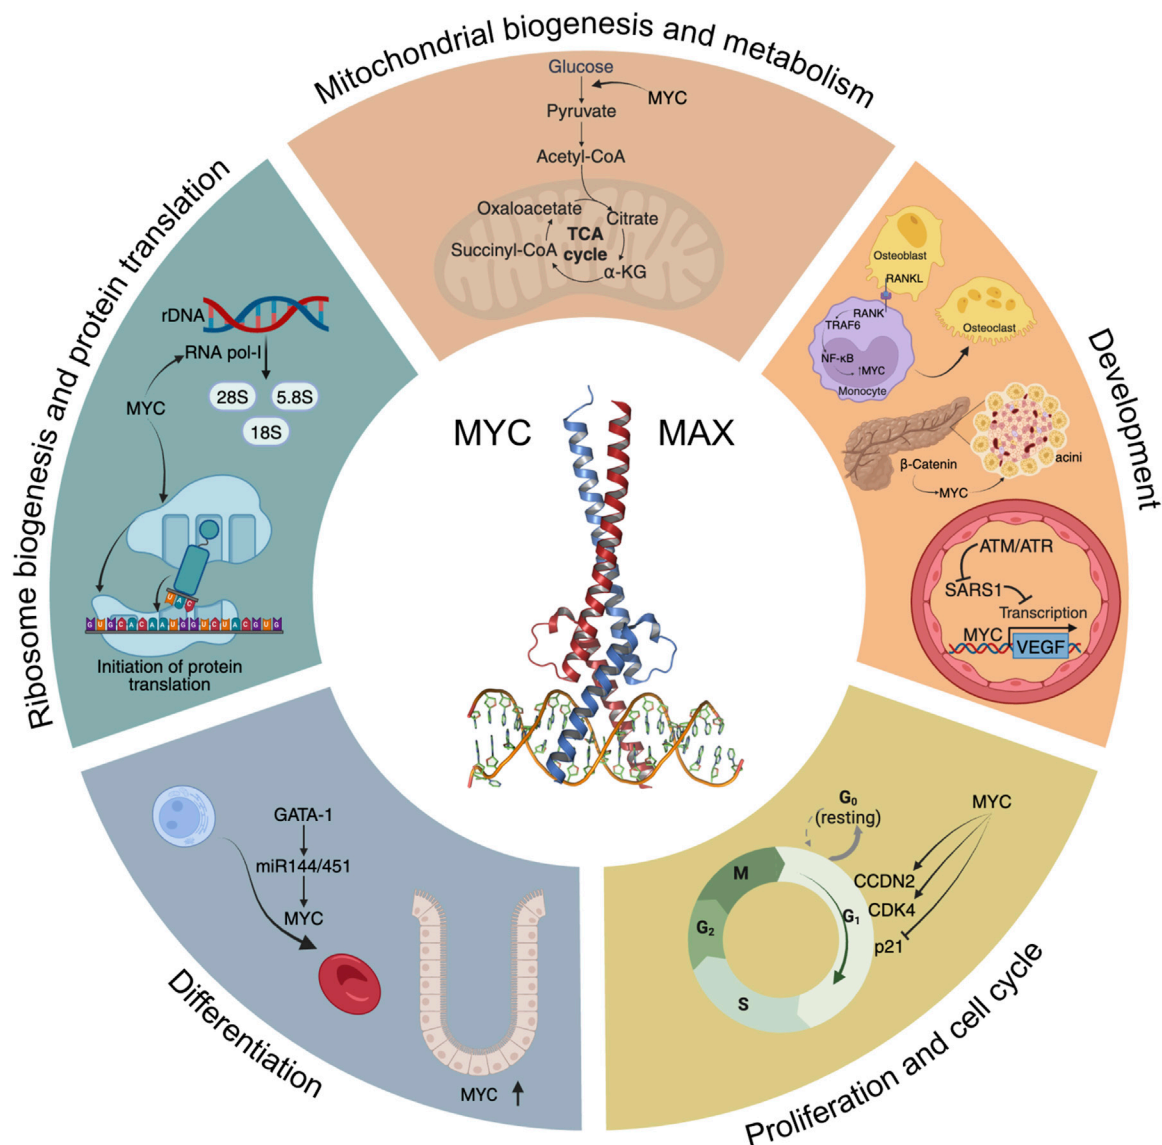 Mitochondrial biogenesis and metabolism
Glucose
MYC
Pyruvate
Acetyl-CoA
Oxaloacetate
Citrate
TCA
cycle
Succinyl-CoA
α-KG
Development
Osteoblast
RANKL
RANK
TRAF6
NF-κB
↑MYC
Monocyte
Osteoclast
β-Catenin
MYC
acini
ATM/ATR
SARS1
Transcription
MYC
VEGF
Proliferation and cell cycle
G₀
(resting)
MYC
M
CCDN2
G₁
CDK4
G₂
p21
S
Differentiation
GATA-1
miR144/451
MYC
MYC ↑
Ribosome biogenesis and protein translation
rDNA
RNA pol-I
28S
5.8S
18S
MYC
U A C
G U G C A C A A U G G U C U A C G U G
Initiation of protein
translation
MYC
MAX